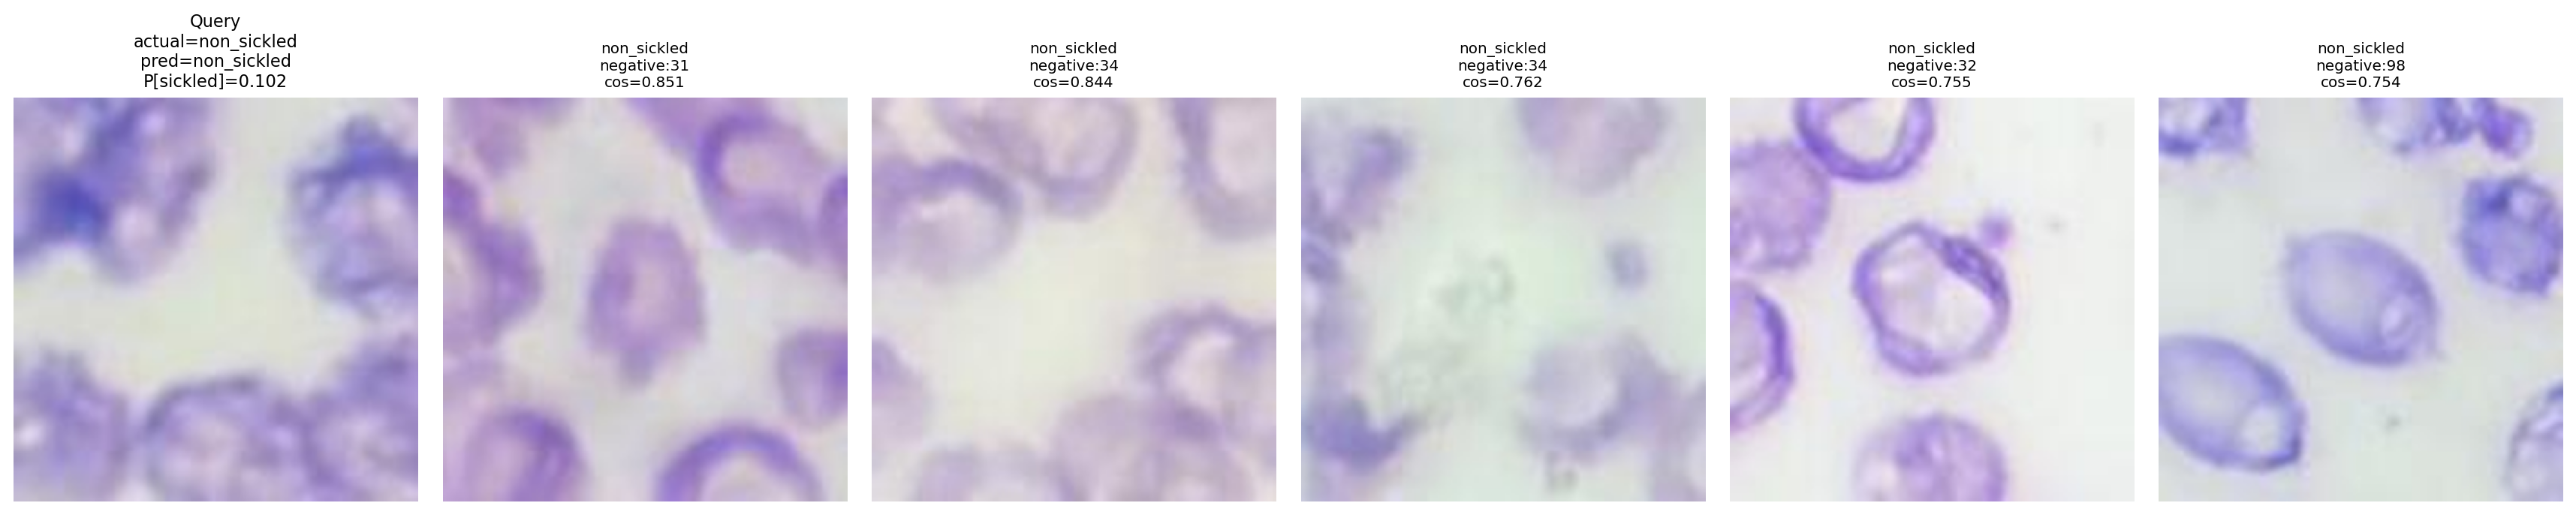 Query
actual=non_sickled
pred=non_sickled
P[sickled]=0.102
non_sickled
negative:31
cos=0.851
non_sickled
negative:34
cos=0.844
non_sickled
negative:34
cos=0.762
non_sickled
negative:32
cos=0.755
non_sickled
negative:98
cos=0.754